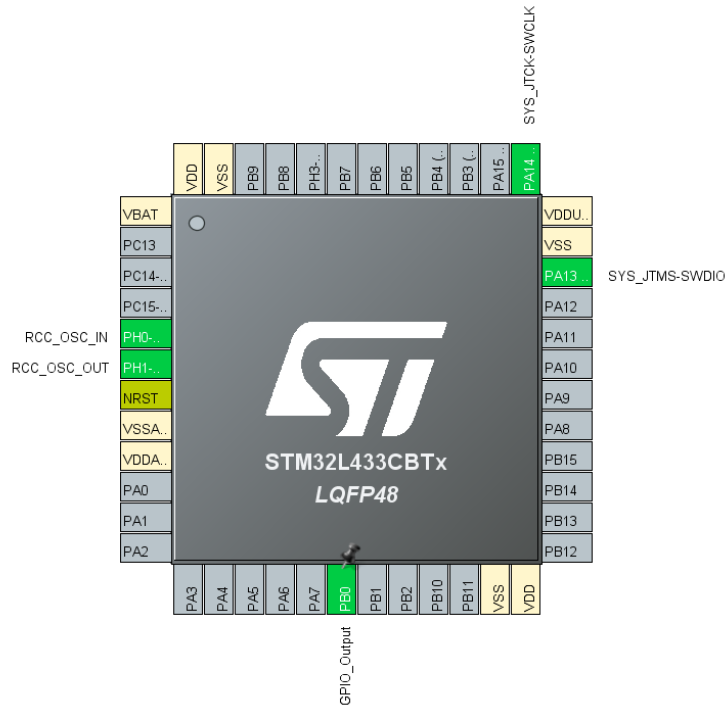 SYS_JTCK-SWCLK
VDD
VSS
PB9
PB8
PH3-..
PB7
PB6
PB5
PB4 (..
PB3 (..
PA15 ..
PA14 ..
VBAT
PC13
PC14-..
PC15-..
RCC_OSC_IN PH0-..
RCC_OSC_OUT PH1-..
NRST
VSSA..
VDDA..
PA0
PA1
PA2
VDDU..
VSS
PA13 .. SYS_JTMS-SWDIO
PA12
PA11
PA10
PA9
PA8
PB15
PB14
PB13
PB12
ST
STM32L433CBTx
LQFP48
PA3
PA4
PA5
PA6
PA7
PB0
PB1
PB2
PB10
PB11
VSS
VDD
GPIO_Output